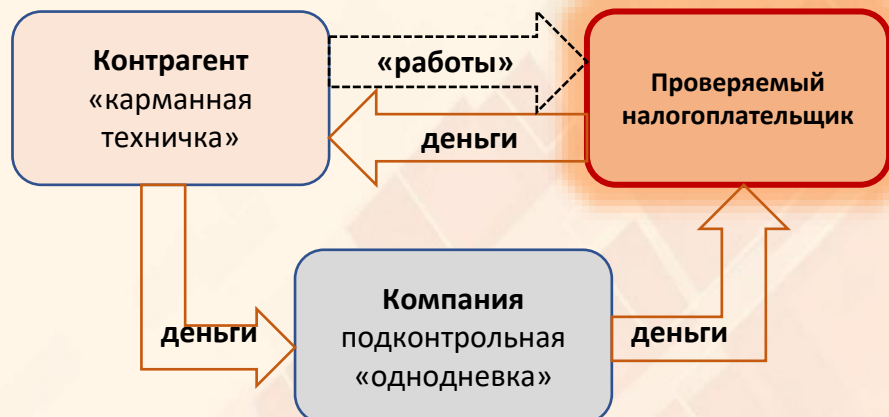 Контрагент
«карманная
техничка»
«работы»
деньги
Проверяемый
налогоплательщик
деньги
Компания
подконтрольная
«однодневка»
деньги